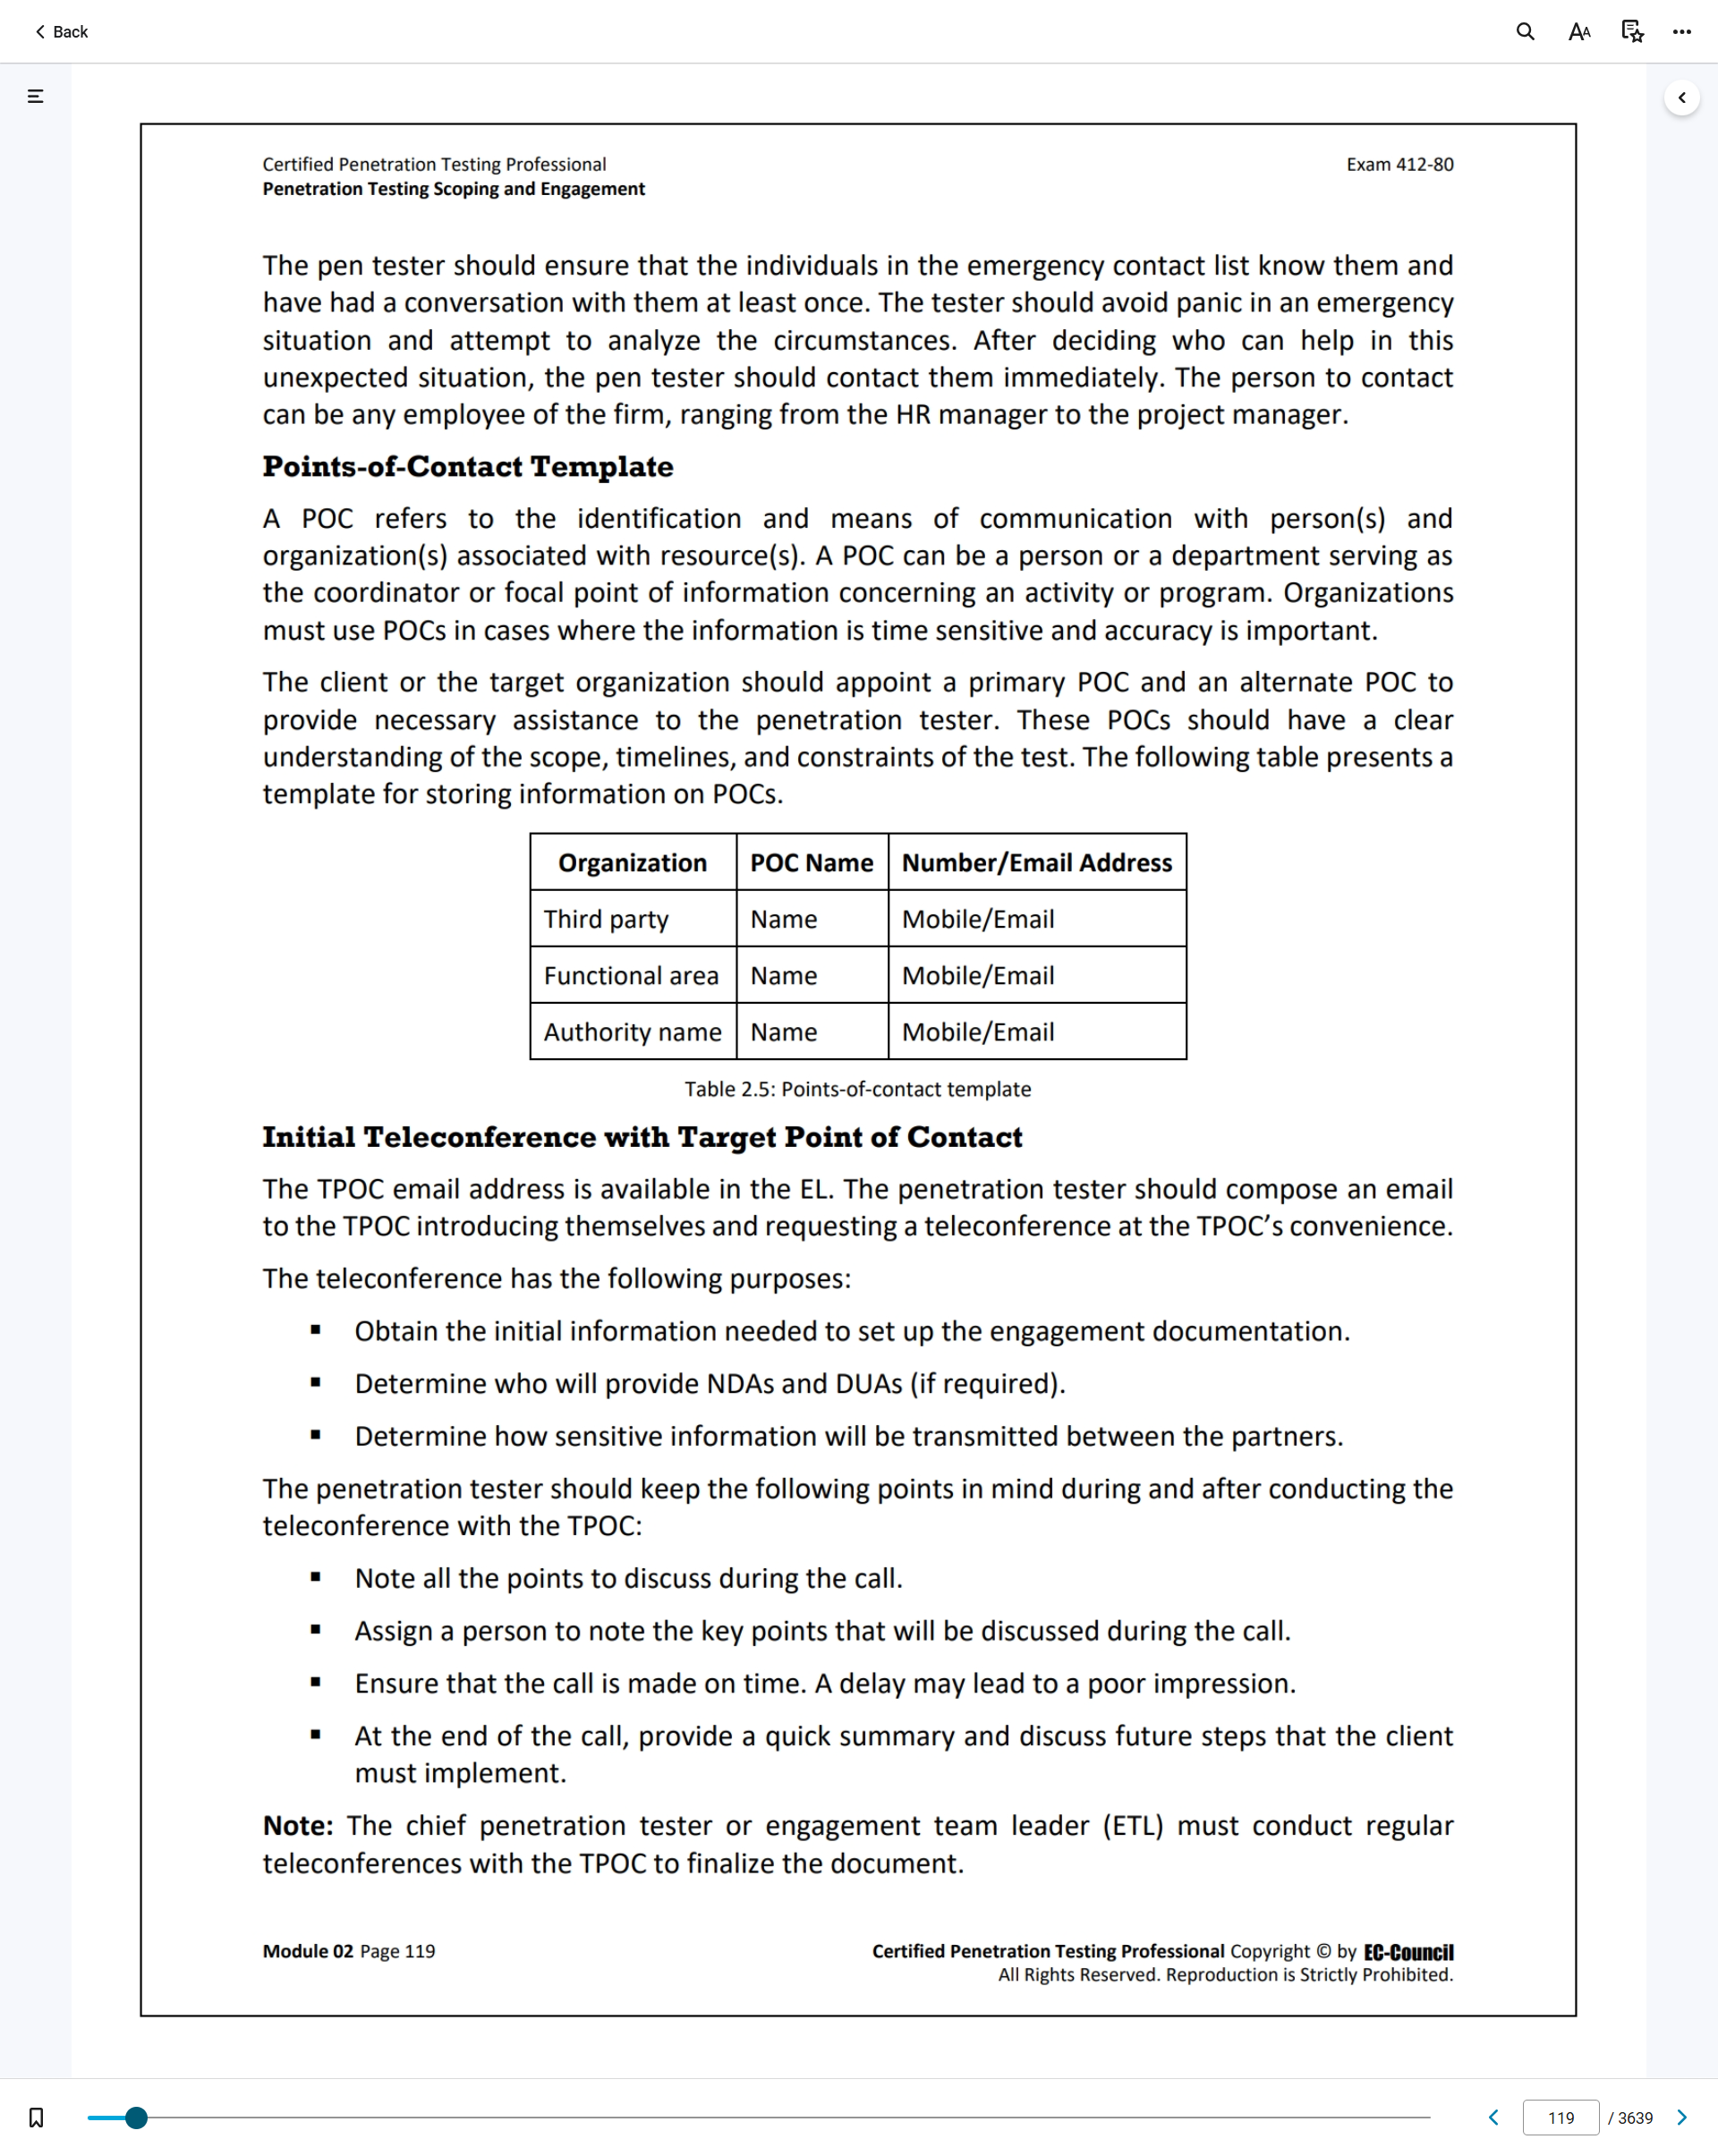 Back
Certified Penetration Testing Professional
Exam 412-80
Penetration Testing Scoping and Engagement
The pen tester should ensure that the individuals in the emergency contact list know them and
have had a conversation with them at least once. The tester should avoid panic in an emergency
situation and attempt to analyze the circumstances. After deciding who can help in this
unexpected situation, the pen tester should contact them immediately. The person to contact
can be any employee of the firm, ranging from the HR manager to the project manager.
Points-of-Contact Template
A POC refers to the identification and means of communication with person(s) and
organization(s) associated with resource(s). A POC can be a person or a department serving as
the coordinator or focal point of information concerning an activity or program. Organizations
must use POCs in cases where the information is time sensitive and accuracy is important.
The client or the target organization should appoint a primary POC and an alternate POC to
provide necessary assistance to the penetration tester. These POCs should have a clear
understanding of the scope, timelines, and constraints of the test. The following table presents a
template for storing information on POCs.
Organization POC Name Number/Email Address
Third party Name Mobile/Email
Functional area Name Mobile/Email
Authority name Name Mobile/Email
Table 2.5: Points-of-contact template
Initial Teleconference with Target Point of Contact
The TPOC email address is available in the EL. The penetration tester should compose an email
to the TPOC introducing themselves and requesting a teleconference at the TPOC’s convenience.
The teleconference has the following purposes:
▪ Obtain the initial information needed to set up the engagement documentation.
▪ Determine who will provide NDAs and DUAs (if required).
▪ Determine how sensitive information will be transmitted between the partners.
The penetration tester should keep the following points in mind during and after conducting the
teleconference with the TPOC:
▪ Note all the points to discuss during the call.
▪ Assign a person to note the key points that will be discussed during the call.
▪ Ensure that the call is made on time. A delay may lead to a poor impression.
▪ At the end of the call, provide a quick summary and discuss future steps that the client
must implement.
Note: The chief penetration tester or engagement team leader (ETL) must conduct regular
teleconferences with the TPOC to finalize the document.
Module 02 Page 119
Certified Penetration Testing Professional Copyright © by EC-Council
All Rights Reserved. Reproduction is Strictly Prohibited.
119 / 3639